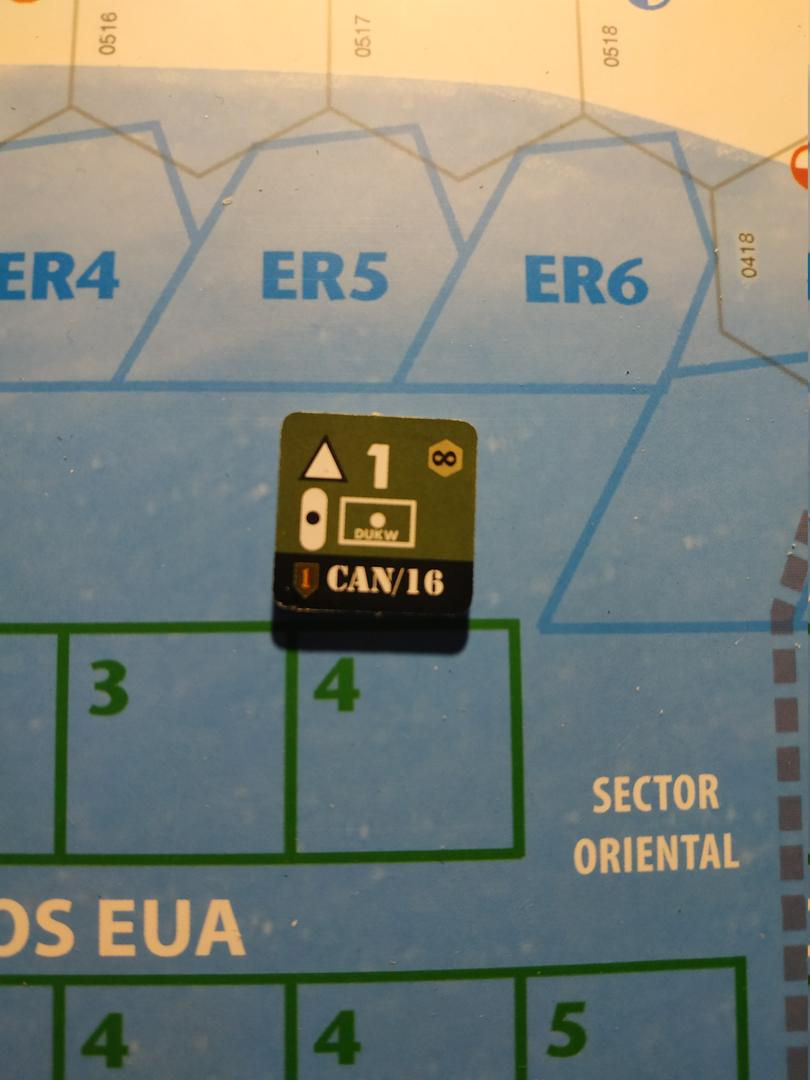 0516
0517
0518
0418
ER4
ER5
ER6
1
8
DUKW
1 CAN/16
3
4
SECTOR
ORIENTAL
OS EUA
4
4
5